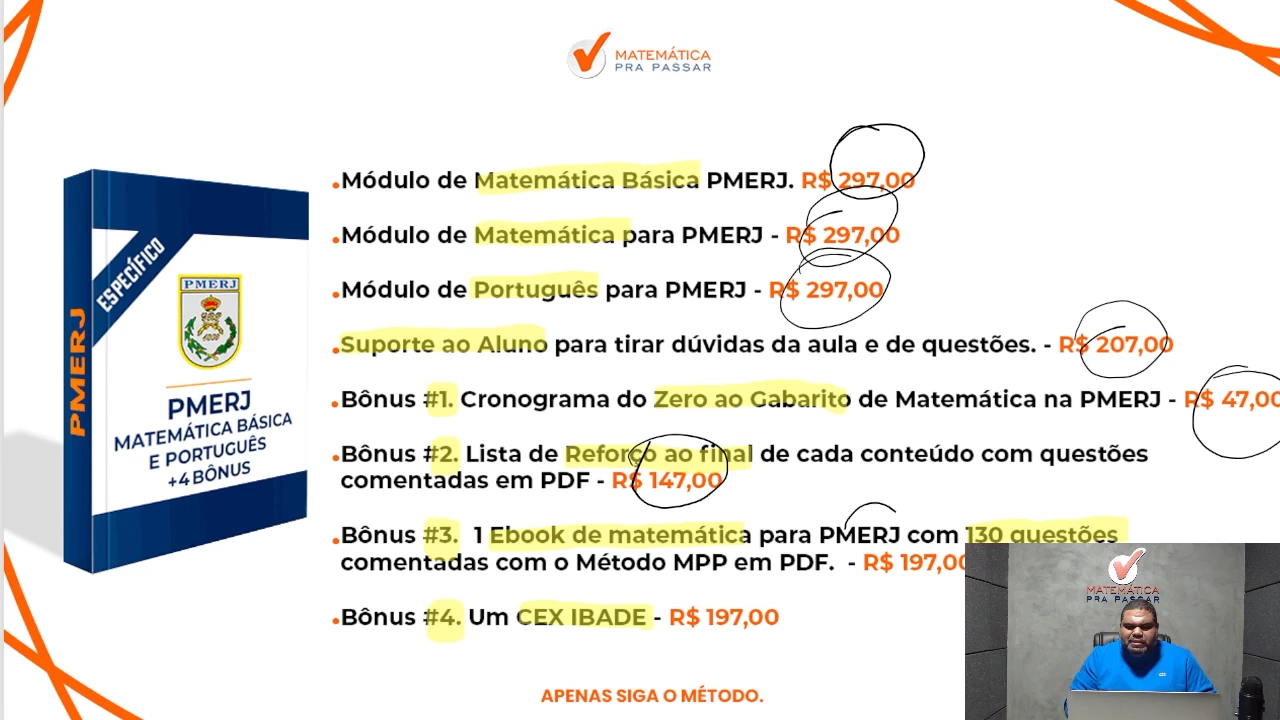 MATEMÁTICA
PRA PASSAR
Módulo de Matemática Básica PMERJ. R$ 297,00
Módulo de Matemática para PMERJ - R$ 297,00
Módulo de Português para PMERJ - R$ 297,00
Suporte ao Aluno para tirar dúvidas da aula e de questões. - R$ 207,00
Bônus #1. Cronograma do Zero ao Gabarito de Matemática na PMERJ - R$ 47,00
Bônus #2. Lista de Reforço ao final de cada conteúdo com questões
comentadas em PDF - R$ 147,00
Bônus #3. 1 Ebook de matemática para PMERJ com 130 questões
comentadas com o Método MPP em PDF. - R$ 197,00
Bônus #4. Um CEX IBADE - R$ 197,00
APENAS SIGA O MÉTODO.
PMERJ
ESPECÍFICO
PMERJ
PMERJ
MATEMÁTICA BÁSICA
E PORTUGUÊS
+4 BÔNUS
MATEMÁTICA
PRA PASSAR